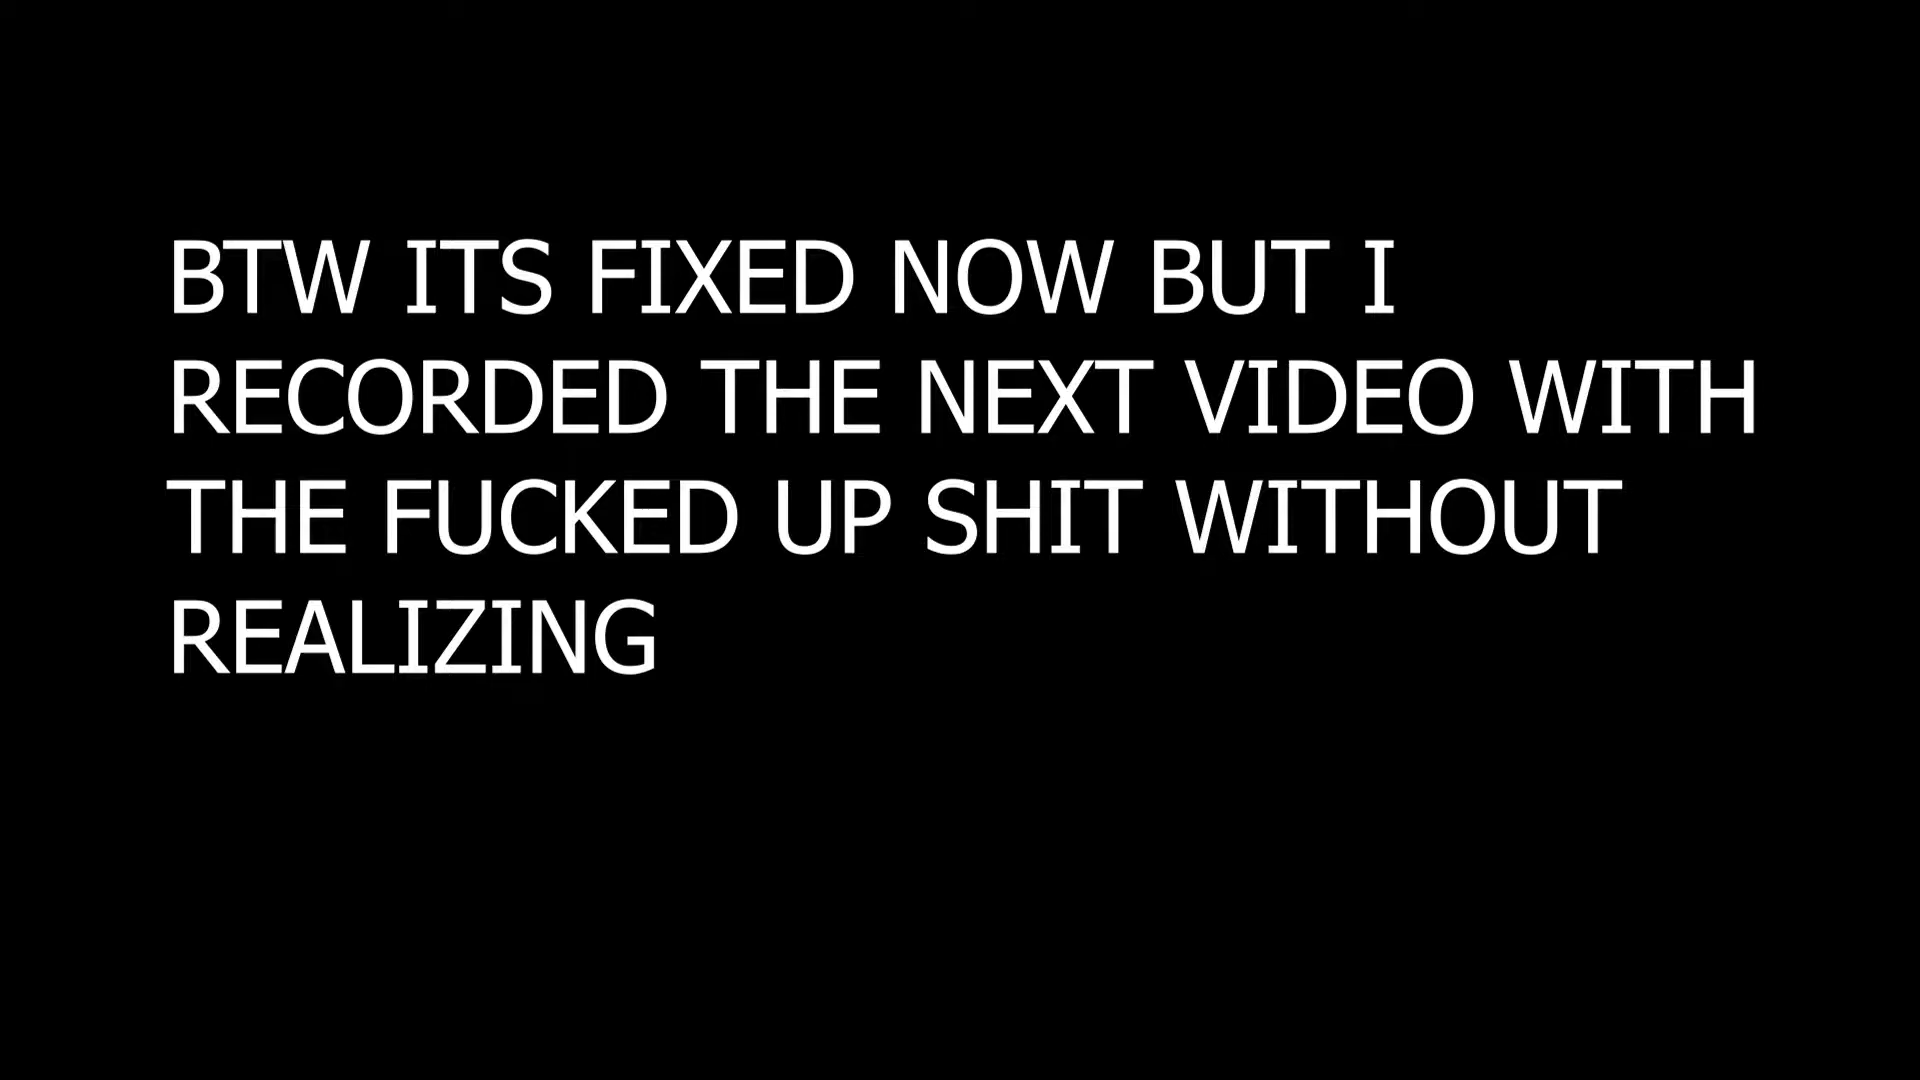 BTW ITS FIXED NOW BUT I
RECORDED THE NEXT VIDEO WITH
THE FUCKED UP SHIT WITHOUT
REALIZING